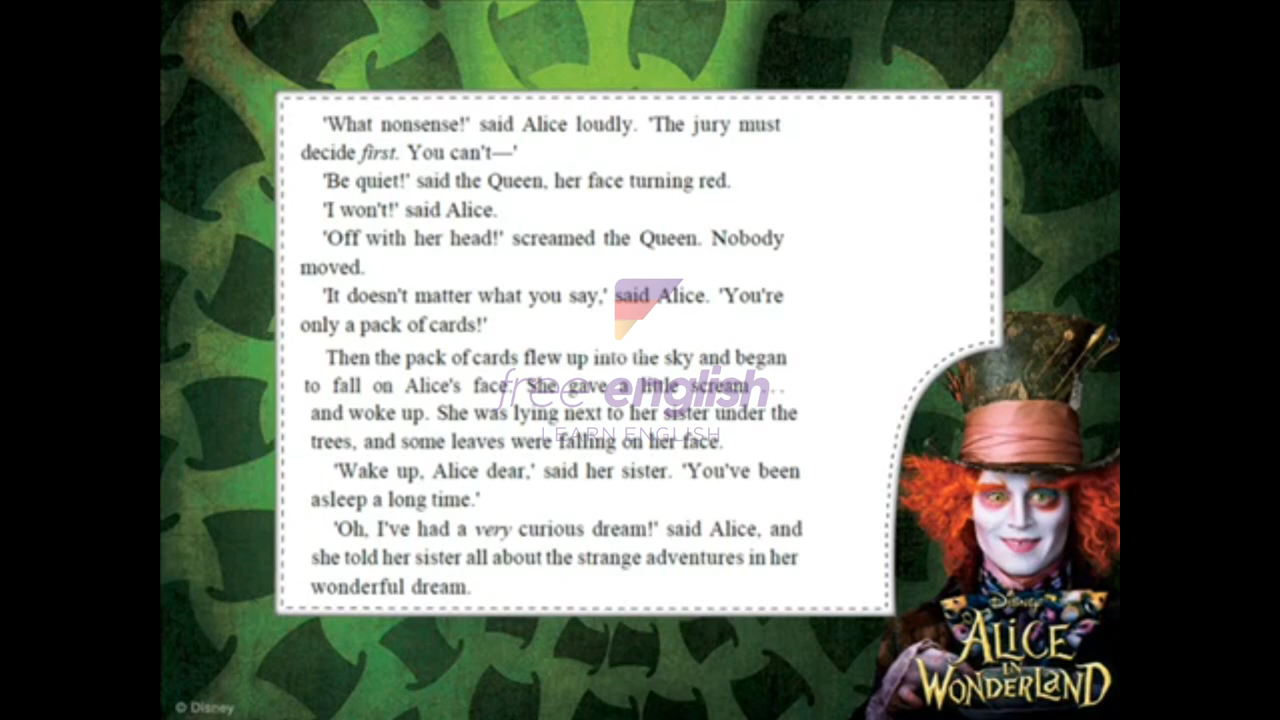 'What nonsense!' said Alice loudly. 'The jury must
decide first. You can't—'
'Be quiet!' said the Queen, her face turning red.
'I won't!' said Alice.
'Off with her head!' screamed the Queen. Nobody
moved.
'It doesn't matter what you say,' said Alice. 'You're
only a pack of cards!'
Then the pack of cards flew up into the sky and began
to fall on Alice's face. She gave a little scream . . .
and woke up. She was lying next to her sister under the
trees, and some leaves were falling on her face.
'Wake up, Alice dear,' said her sister. 'You've been
asleep a long time.'
'Oh, I've had a very curious dream!' said Alice, and
she told her sister all about the strange adventures in her
wonderful dream.
free english
LEARN ENGLISH
Disney
ALICE
IN
WONDERLAND
© Disney